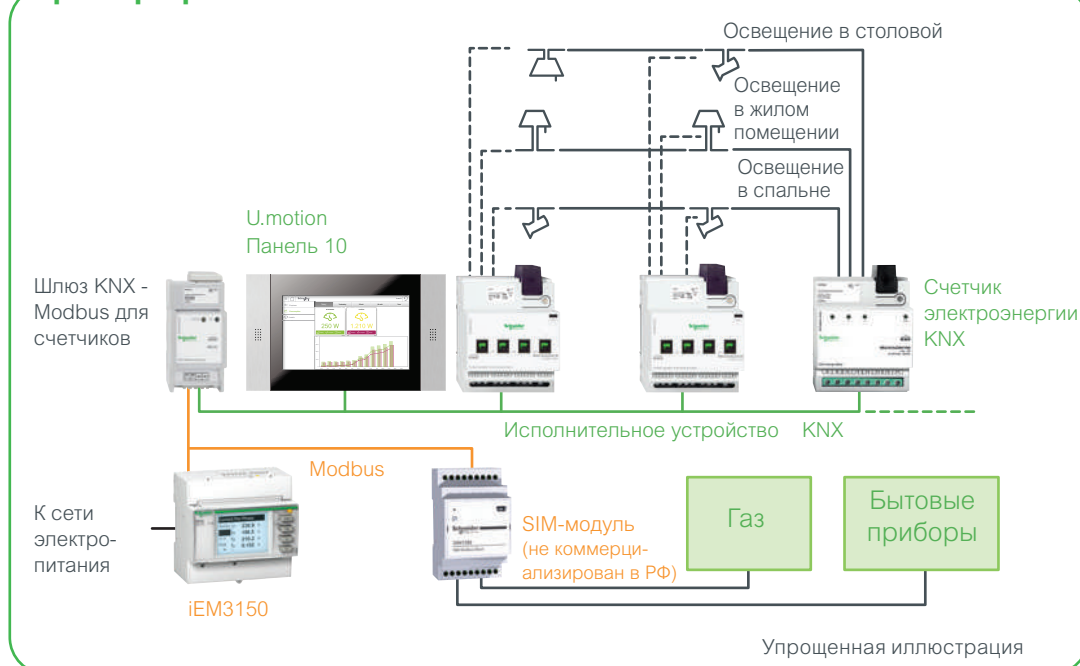 Освещение в столовой
Освещение
в жилом
помещении
Освещение
в спальне
U.motion
Панель 10
Шлюз KNX -
Modbus для
счетчиков
Счетчик
электроэнергии
KNX
Исполнительное устройство KNX
Modbus
К сети
электро-
питания
iEM3150
SIM-модуль
(не коммерци-
ализирован в РФ)
Газ
Бытовые
приборы
Упрощенная иллюстрация